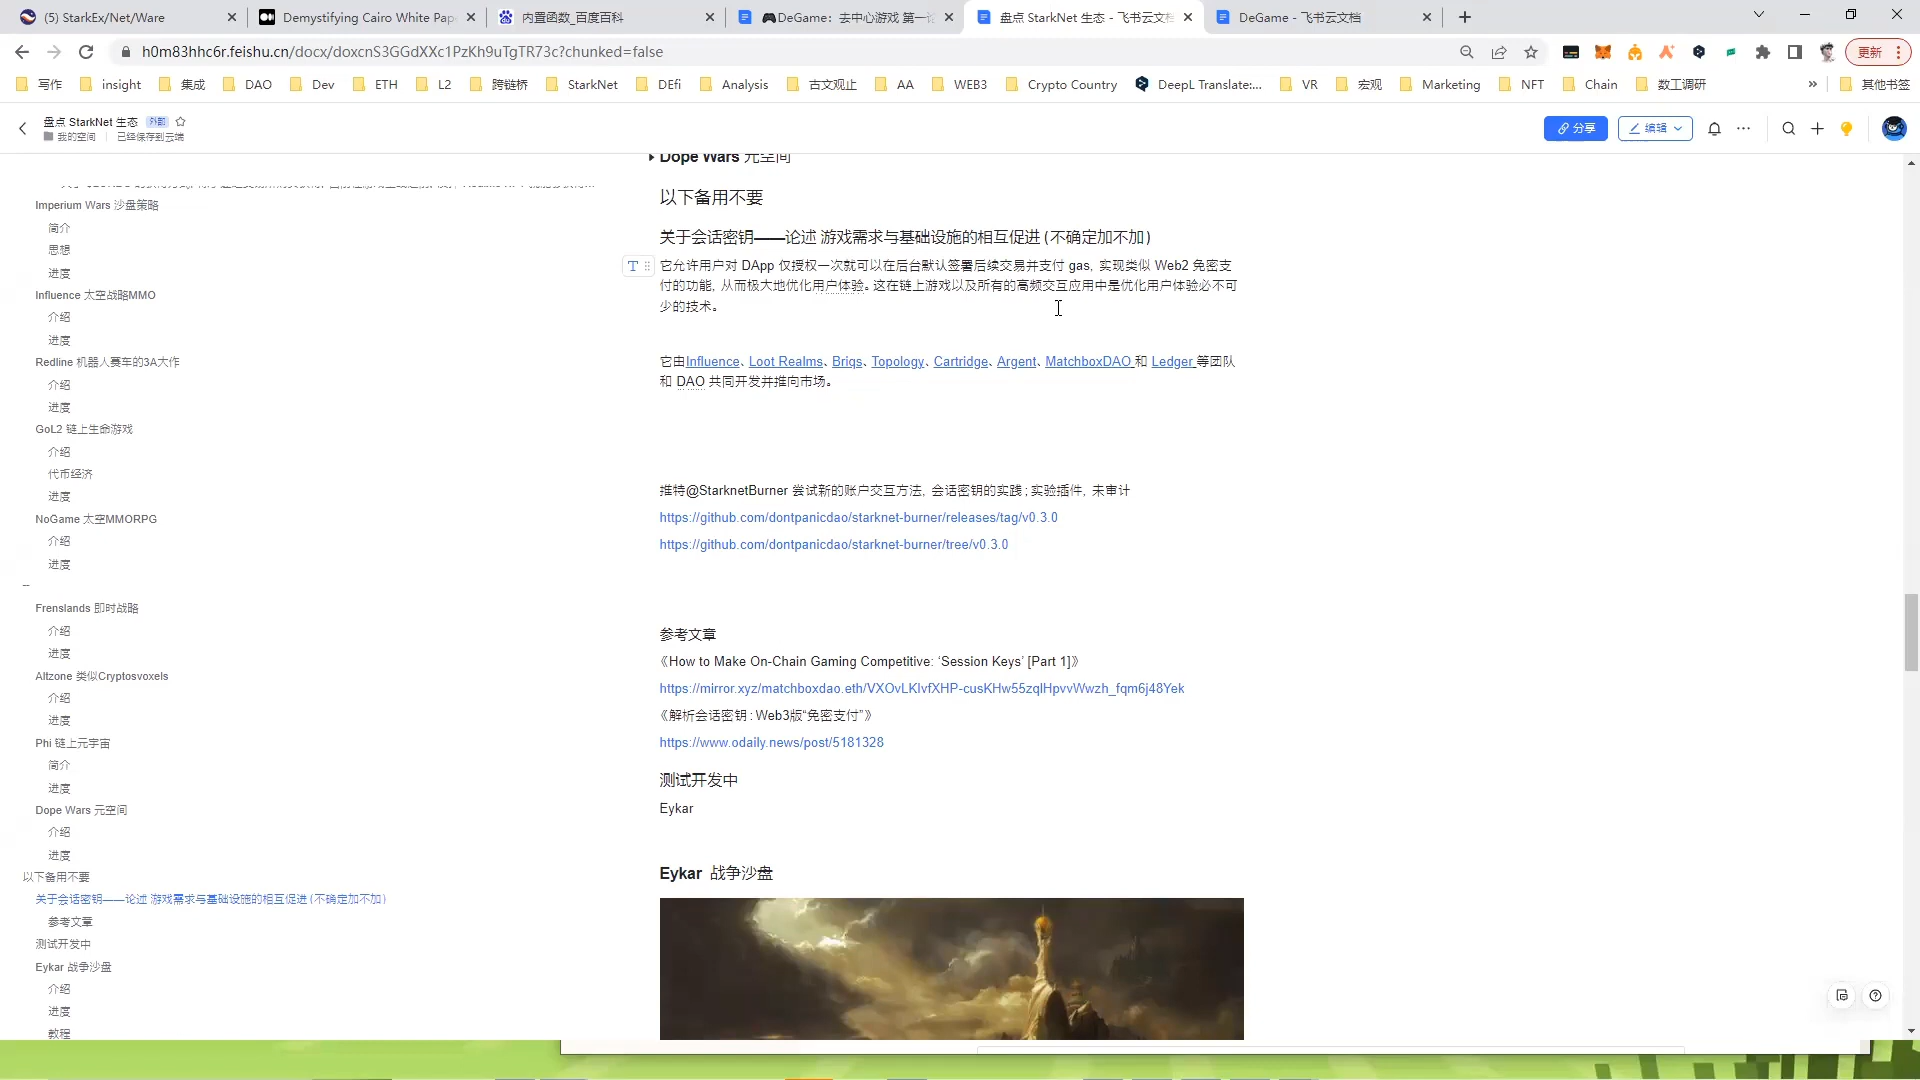 (5) StarkEx/Net/Ware
Demystifying Cairo White Pap
内置函数_百度百科
🎮DeGame：去中心游戏 第一论
盘点 StarkNet 生态 - 飞书云文档
DeGame - 飞书云文档
h0m83hhc6r.feishu.cn/docx/doxcnS3GGdXXc1PzKh9uTgTR73c?chunked=false
更新
写作
insight
集成
DAO
Dev
ETH
L2
跨链桥
StarkNet
DEfi
Analysis
古文观止
AA
WEB3
Crypto Country
DeepL Translate:...
VR
宏观
Marketing
NFT
Chain
数工调研
»
其他书签
盘点 StarkNet 生态 外部
我的空间 | 已经保存到云端
分享
编辑
Imperium Wars 沙盘策略
简介
思想
进度
Influence 太空战略MMO
介绍
进度
Redline 机器人赛车的3A大作
介绍
进度
GoL2 链上生命游戏
介绍
代币经济
进度
NoGame 太空MMORPG
介绍
进度
--
Frenslands 即时战略
介绍
进度
Altzone 类似Cryptosvoxels
介绍
进度
Phi 链上元宇宙
简介
进度
Dope Wars 元空间
介绍
进度
以下备用不要
关于会话密钥——论述 游戏需求与基础设施的相互促进 (不确定加不加)
参考文章
测试开发中
Eykar 战争沙盘
介绍
进度
教程
Dope Wars 元空间
以下备用不要
关于会话密钥——论述 游戏需求与基础设施的相互促进 (不确定加不加)
它允许用户对 DApp 仅授权一次就可以在后台默认签署后续交易并支付 gas, 实现类似 Web2 免密支
付的功能, 从而极大地优化用户体验。这在链上游戏以及所有的高频交互应用中是优化用户体验必不可
少的技术。
它由Influence、Loot Realms、Briqs、Topology、Cartridge、Argent、MatchboxDAO 和 Ledger 等团队
和 DAO 共同开发并推向市场。
推特@StarknetBurner 尝试新的账户交互方法, 会话密钥的实践; 实验插件, 未审计
https://github.com/dontpanicdao/starknet-burner/releases/tag/v0.3.0
https://github.com/dontpanicdao/starknet-burner/tree/v0.3.0
参考文章
《How to Make On-Chain Gaming Competitive: ‘Session Keys’ [Part 1]》
https://mirror.xyz/matchboxdao.eth/VXOvLKlvfXHP-cusKHw55zqlHpvvWwzh_fqm6j48Yek
《解析会话密钥: Web3版“免密支付”》
https://www.odaily.news/post/5181328
测试开发中
Eykar
Eykar 战争沙盘